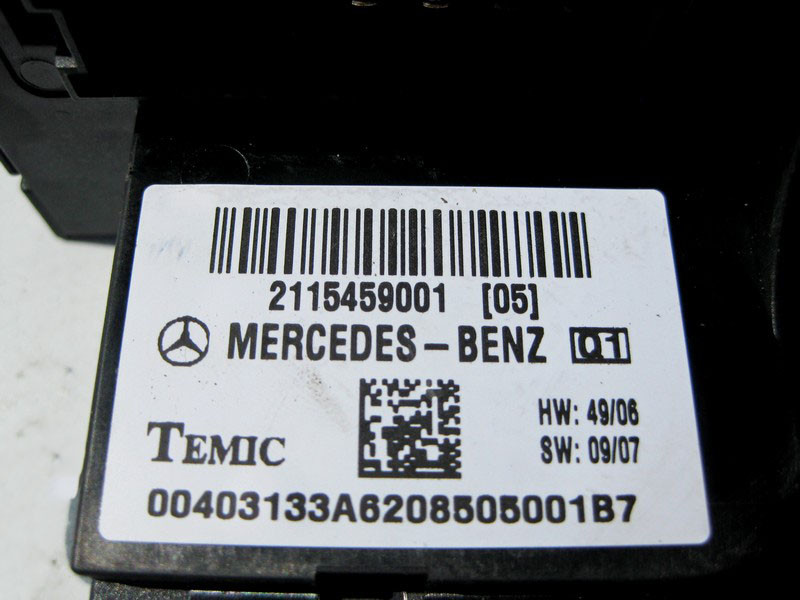 2115459001 [05]
MERCEDES-BENZ Q1
HW: 49/06
TEMIC
SW: 09/07
00403133A6208505001B7